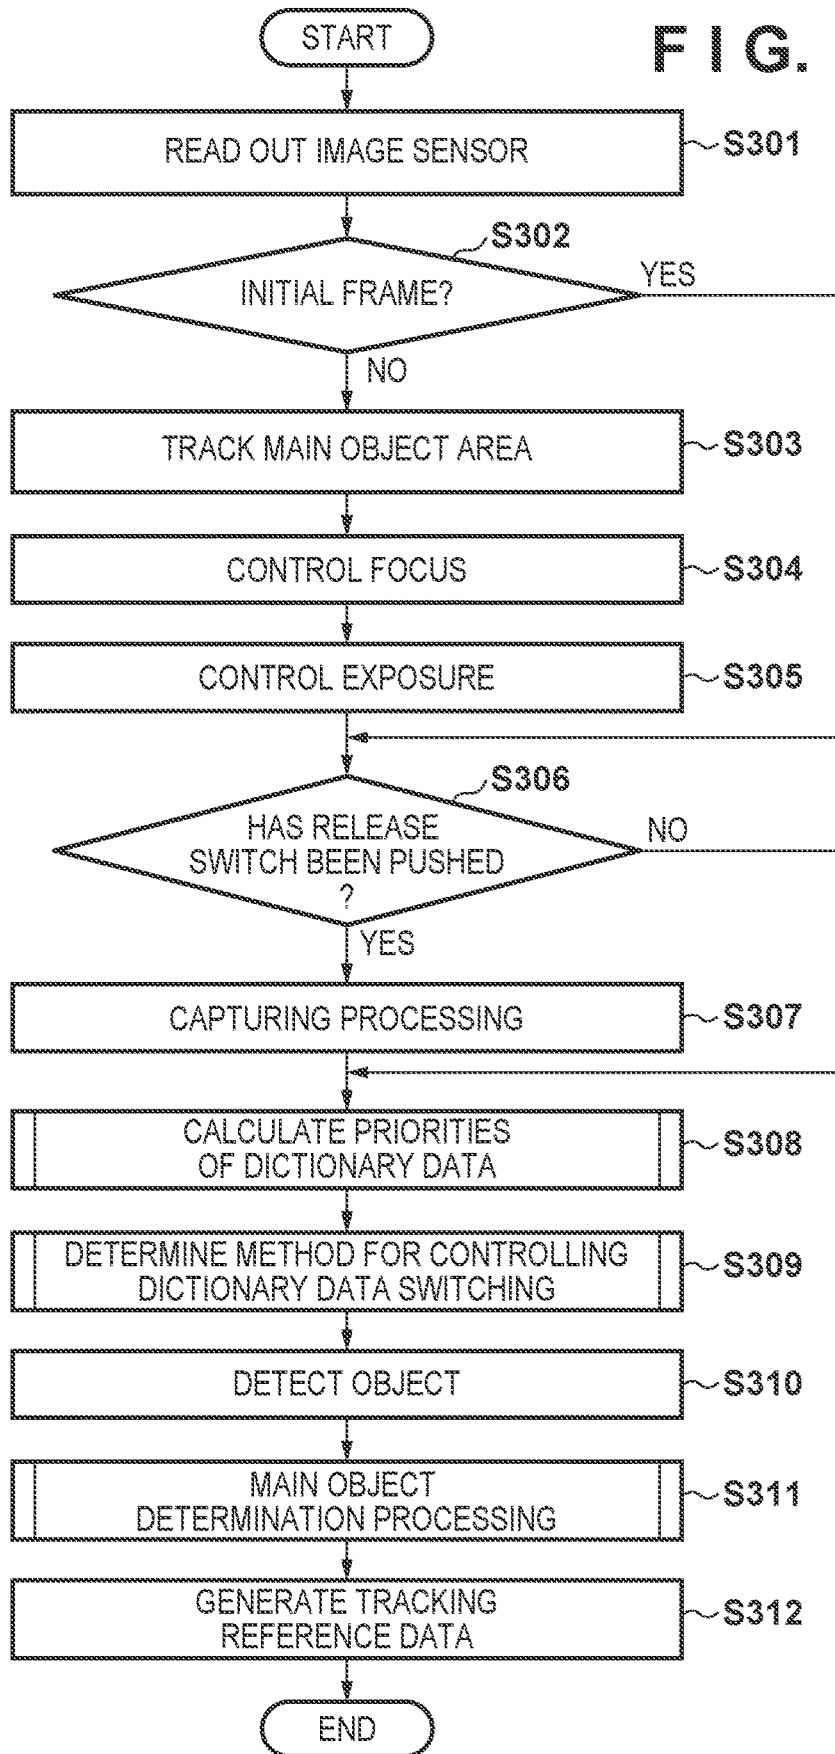 START
FIG.
READ OUT IMAGE SENSOR
S301
S302
INITIAL FRAME?
YES
NO
TRACK MAIN OBJECT AREA
S303
CONTROL FOCUS
S304
CONTROL EXPOSURE
S305
S306
HAS RELEASE
SWITCH BEEN PUSHED
?
NO
YES
CAPTURING PROCESSING
S307
CALCULATE PRIORITIES
OF DICTIONARY DATA
S308
DETERMINE METHOD FOR CONTROLLING
DICTIONARY DATA SWITCHING
S309
DETECT OBJECT
S310
MAIN OBJECT
DETERMINATION PROCESSING
S311
GENERATE TRACKING
REFERENCE DATA
S312
END